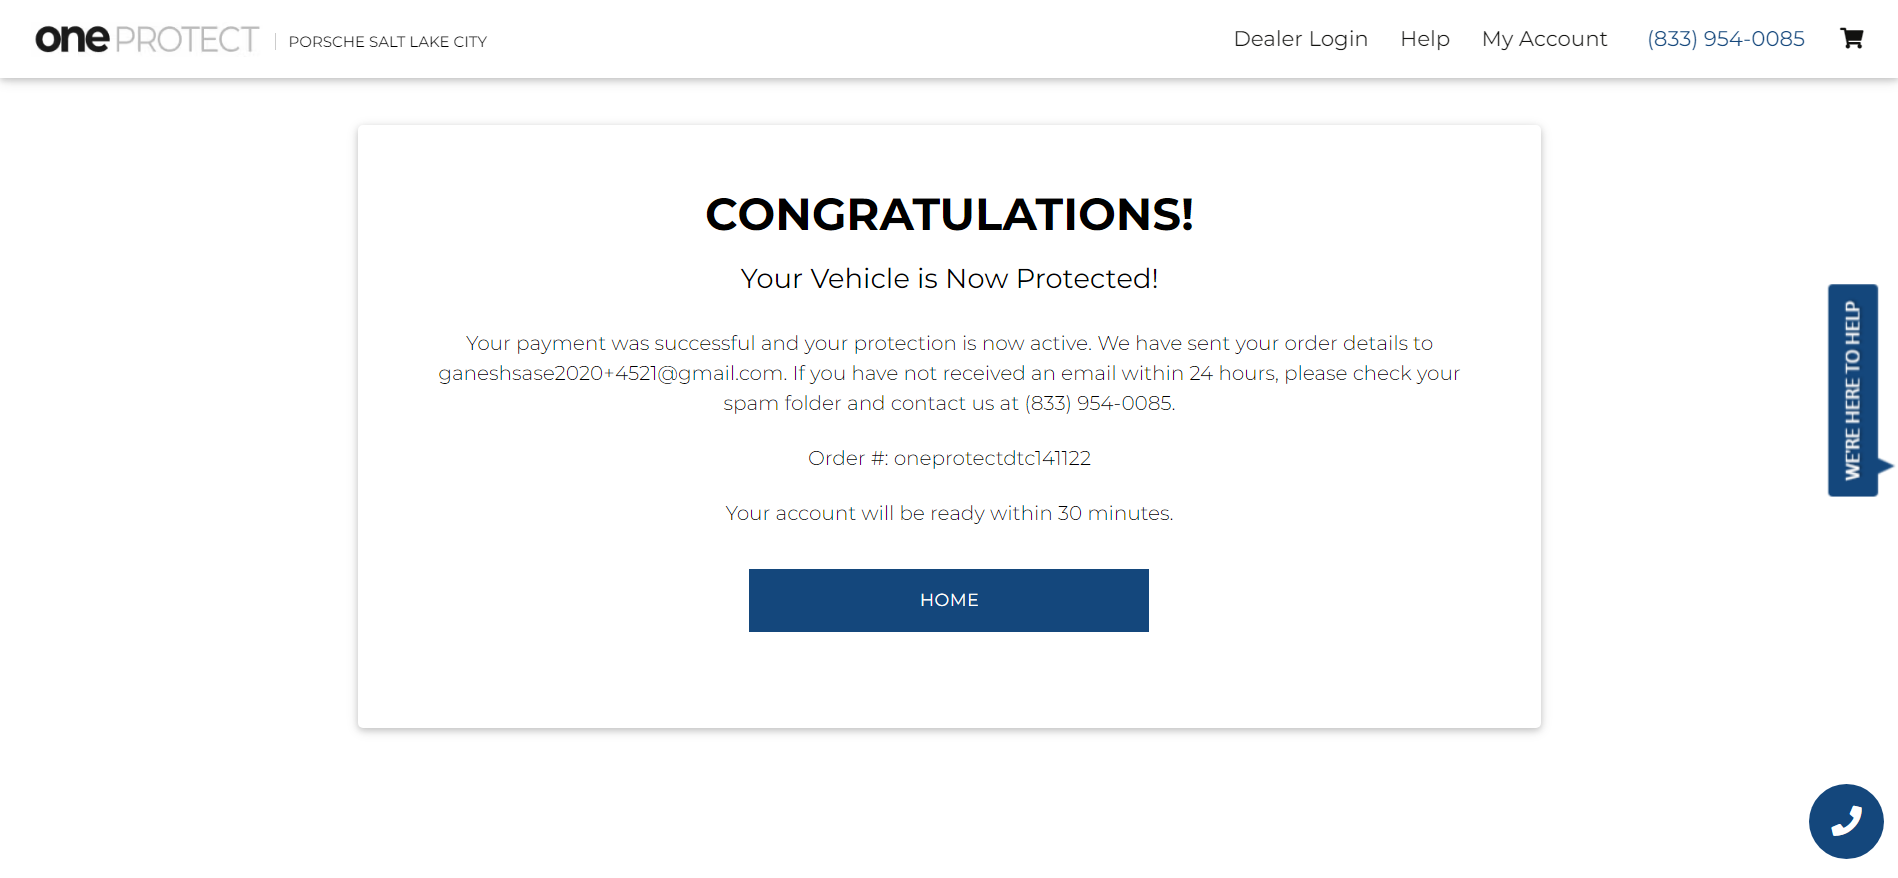 one PROTECT PORSCHE SALT LAKE CITY
Dealer Login Help My Account (833) 954-0085
CONGRATULATIONS!
Your Vehicle is Now Protected!
Your payment was successful and your protection is now active. We have sent your order details to
ganeshsase2020+4521@gmail.com. If you have not received an email within 24 hours, please check your
spam folder and contact us at (833) 954-0085.
Order #: oneprotectdtc141122
Your account will be ready within 30 minutes.
HOME
WE'RE HERE TO HELP